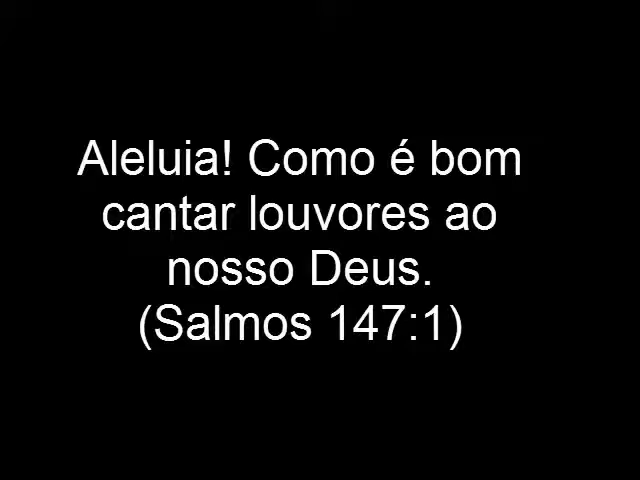 Aleluia! Como é bom
cantar louvores ao
nosso Deus.
(Salmos 147:1)